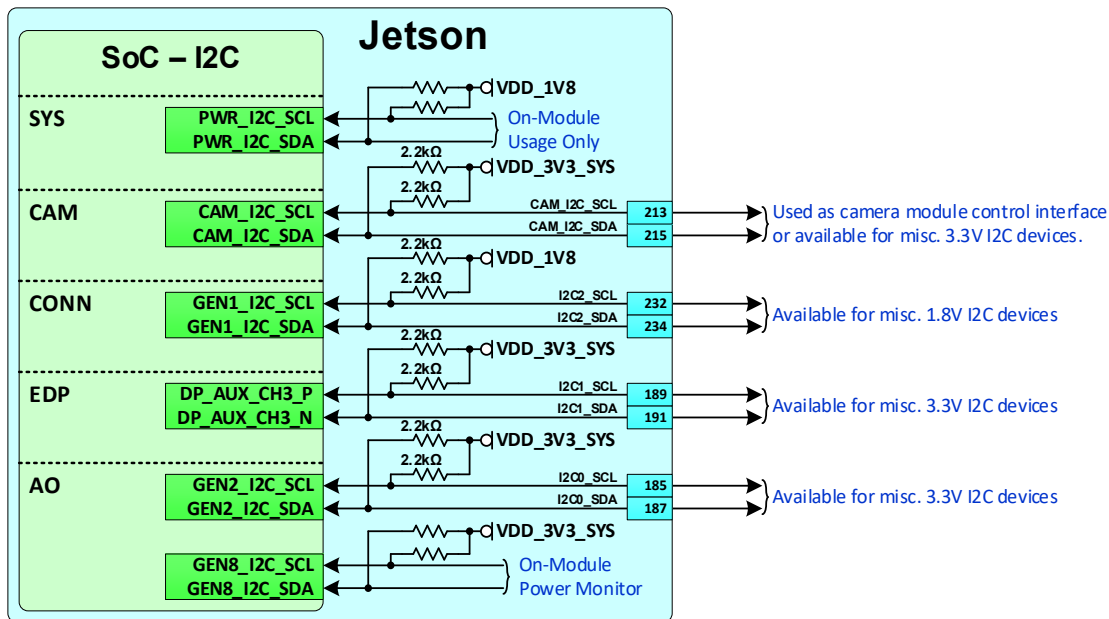 Jetson
SoC – I2C
VDD_1V8
SYS
PWR_I2C_SCL
On-Module
PWR_I2C_SDA
Usage Only
2.2kΩ
VDD_3V3_SYS
2.2kΩ
CAM
CAM_I2C_SCL
CAM_I2C_SCL
213
Used as camera module control interface
CAM_I2C_SDA
CAM_I2C_SDA
215
or available for misc. 3.3V I2C devices.
2.2kΩ
VDD_1V8
2.2kΩ
CONN
GEN1_I2C_SCL
I2C2_SCL
232
GEN1_I2C_SDA
I2C2_SDA
234
Available for misc. 1.8V I2C devices
2.2kΩ
VDD_3V3_SYS
2.2kΩ
EDP
DP_AUX_CH3_P
I2C1_SCL
189
DP_AUX_CH3_N
I2C1_SDA
191
Available for misc. 3.3V I2C devices
2.2kΩ
VDD_3V3_SYS
2.2kΩ
AO
GEN2_I2C_SCL
I2C0_SCL
185
GEN2_I2C_SDA
I2C0_SDA
187
Available for misc. 3.3V I2C devices
VDD_3V3_SYS
GEN8_I2C_SCL
On-Module
GEN8_I2C_SDA
Power Monitor